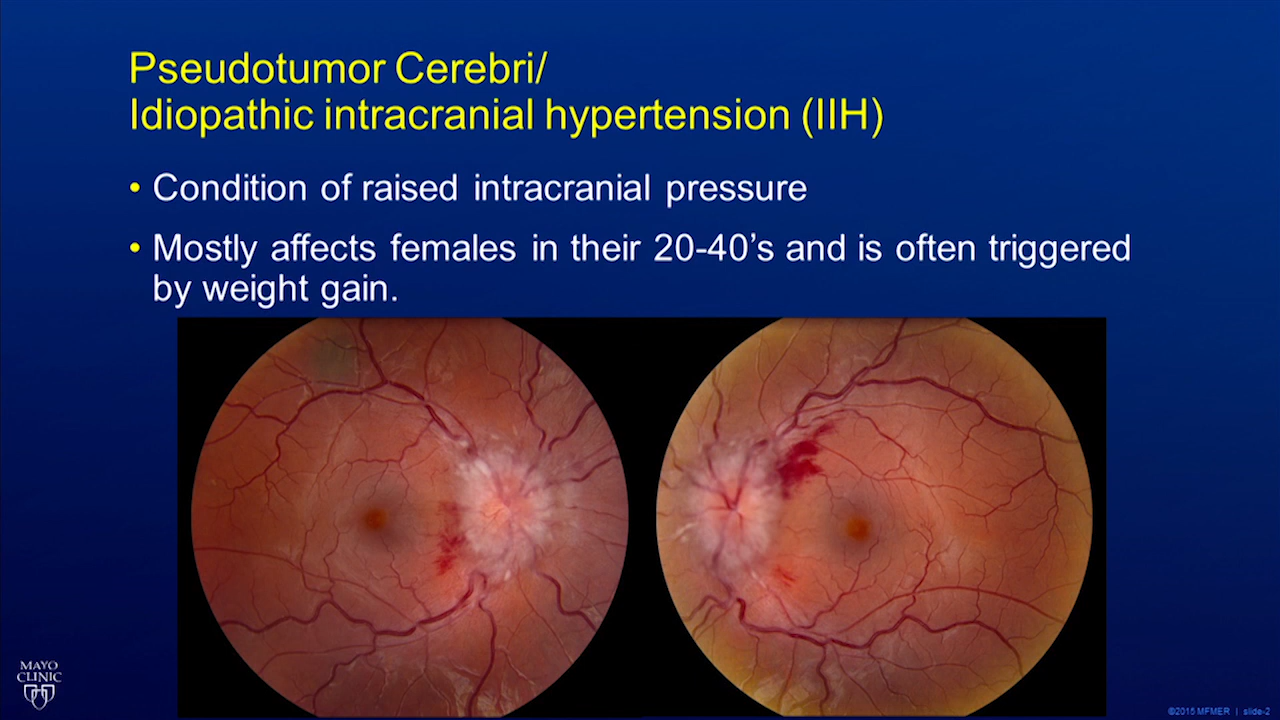 Pseudotumor Cerebri/
Idiopathic intracranial hypertension (IIH)
• Condition of raised intracranial pressure
• Mostly affects females in their 20-40’s and is often triggered
by weight gain.
MAYO
CLINIC
©2015 MFMER | slide-2